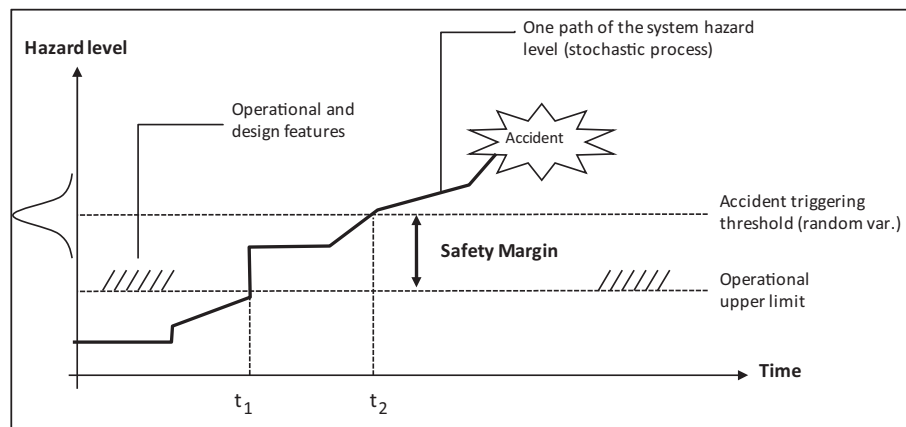 One path of the system hazard
level (stochastic process)
Hazard level
Operational and
design features
Accident
Accident triggering
threshold (random var.)
Safety Margin
Operational
upper limit
Time
t₁
t₂